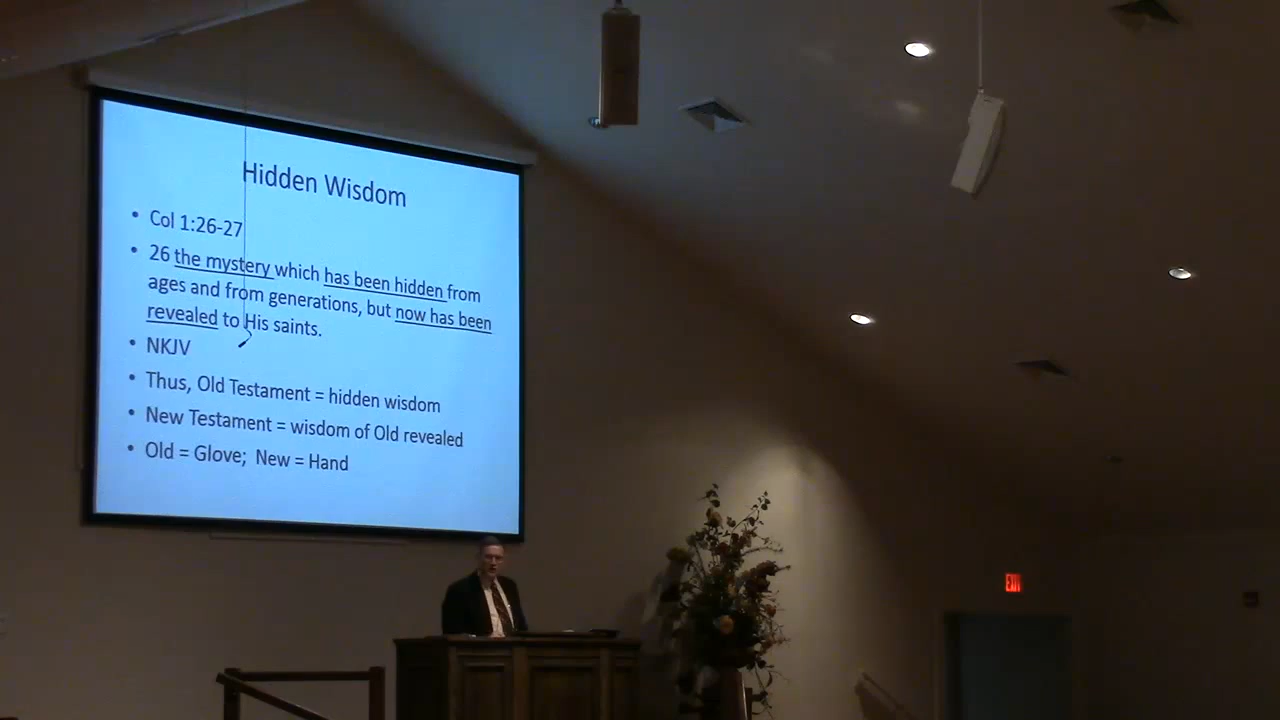 Hidden Wisdom
• Col 1:26-27
• 26 the mystery which has been hidden from
ages and from generations, but now has been
revealed to His saints.
• NKJV
• Thus, Old Testament = hidden wisdom
• New Testament = wisdom of Old revealed
• Old = Glove; New = Hand
EXIT